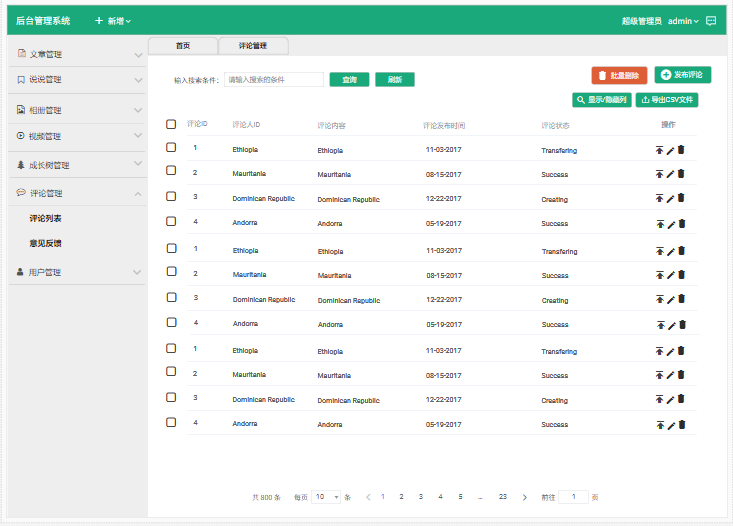 后台管理系统 新增 超级管理员 admin
首页 评论管理
文章管理
说说管理
相册管理
视频管理
成长树管理
评论管理
评论列表
意见反馈
用户管理
输入搜索条件: 请输入搜索的条件 查询 刷新 批量删除 发布评论
显示/隐藏列 导出CSV文件
评论ID 评论人ID 评论内容 评论发布时间 评论状态 操作
1 Ethiopia Ethiopia 11-03-2017 Transfering
2 Mauritania Mauritania 08-15-2017 Success
3 Dominican Republic Dominican Republic 12-22-2017 Creating
4 Andorra Andorra 05-19-2017 Success
1 Ethiopia Ethiopia 11-03-2017 Transfering
2 Mauritania Mauritania 08-15-2017 Success
3 Dominican Republic Dominican Republic 12-22-2017 Creating
4 Andorra Andorra 05-19-2017 Success
1 Ethiopia Ethiopia 11-03-2017 Transfering
2 Mauritania Mauritania 08-15-2017 Success
3 Dominican Republic Dominican Republic 12-22-2017 Creating
4 Andorra Andorra 05-19-2017 Success
共 800 条 每页 10 条 1 2 3 4 5 ... 23 前往 1 页